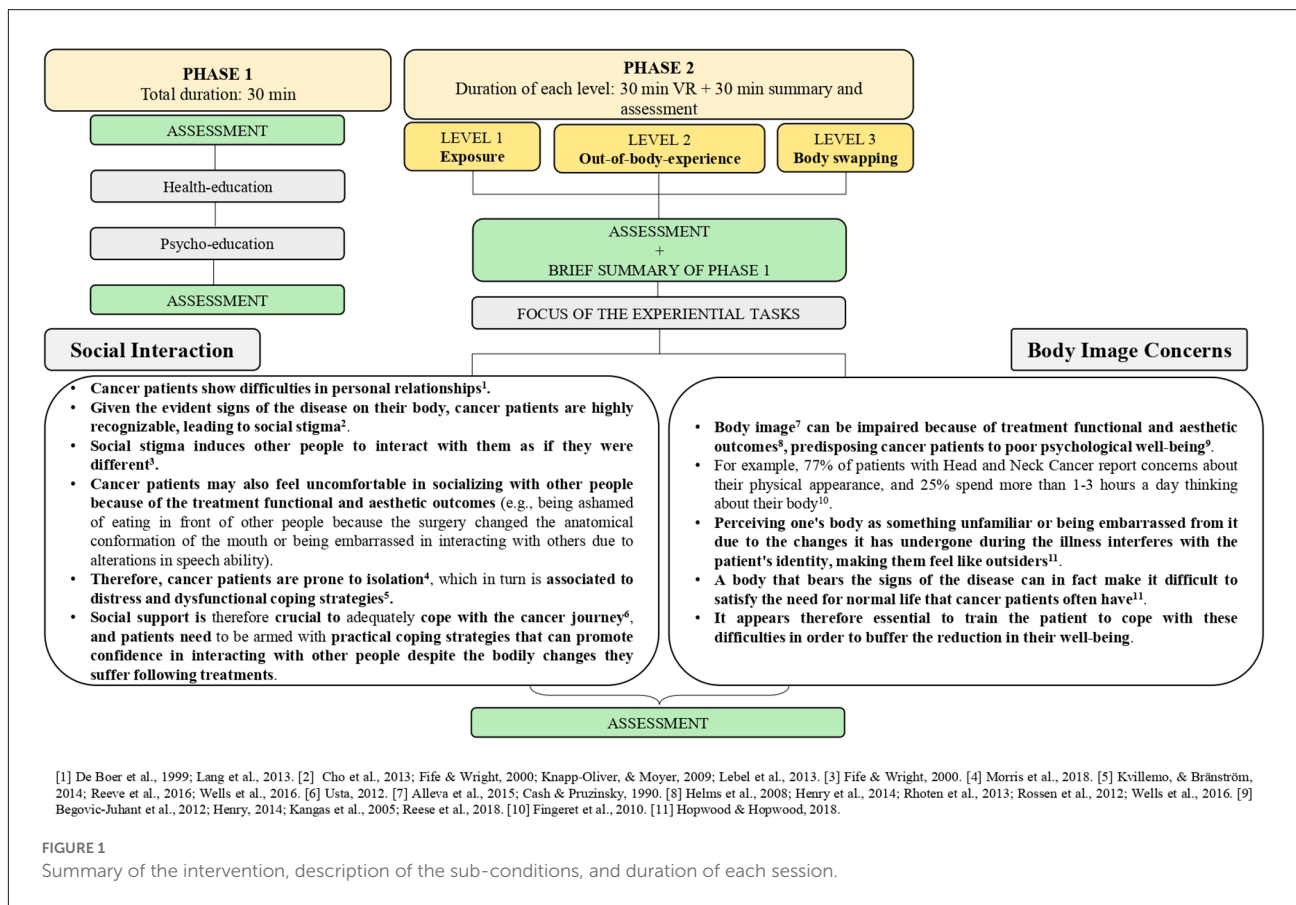 PHASE 1
Total duration: 30 min
ASSESSMENT
Health-education
Psycho-education
ASSESSMENT
PHASE 2
Duration of each level: 30 min VR + 30 min summary and
assessment
LEVEL 1
Exposure
LEVEL 2
Out-of-body-experience
LEVEL 3
Body swapping
ASSESSMENT
+
BRIEF SUMMARY OF PHASE 1
FOCUS OF THE EXPERIENTIAL TASKS
Social Interaction
• Cancer patients show difficulties in personal relationships¹.
• Given the evident signs of the disease on their body, cancer patients are highly
recognizable, leading to social stigma².
• Social stigma induces other people to interact with them as if they were
different³.
• Cancer patients may also feel uncomfortable in socializing with other people
because of the treatment functional and aesthetic outcomes (e.g., being ashamed
of eating in front of other people because the surgery changed the anatomical
conformation of the mouth or being embarrassed in interacting with others due to
alterations in speech ability).
• Therefore, cancer patients are prone to isolation⁴, which in turn is associated to
distress and dysfunctional coping strategies⁵.
• Social support is therefore crucial to adequately cope with the cancer journey⁶,
and patients need to be armed with practical coping strategies that can promote
confidence in interacting with other people despite the bodily changes they
suffer following treatments.
Body Image Concerns
• Body image⁷ can be impaired because of treatment functional and aesthetic
outcomes⁸, predisposing cancer patients to poor psychological well-being⁹.
• For example, 77% of patients with Head and Neck Cancer report concerns about
their physical appearance, and 25% spend more than 1-3 hours a day thinking
about their body¹⁰.
• Perceiving one's body as something unfamiliar or being embarrassed from it
due to the changes it has undergone during the illness interferes with the
patient's identity, making them feel like outsiders¹¹.
• A body that bears the signs of the disease can in fact make it difficult to
satisfy the need for normal life that cancer patients often have¹¹.
• It appears therefore essential to train the patient to cope with these
difficulties in order to buffer the reduction in their well-being.
ASSESSMENT
[1] De Boer et al., 1999; Lang et al., 2013. [2] Cho et al., 2013; Fife & Wright, 2000; Knapp-Oliver, & Moyer, 2009; Lebel et al., 2013. [3] Fife & Wright, 2000. [4] Morris et al., 2018. [5] Kvillemo, & Bränström,
2014; Reeve et al., 2016; Wells et al., 2016. [6] Usta, 2012. [7] Alleva et al., 2015; Cash & Pruzinsky, 1990. [8] Helms et al., 2008; Henry et al., 2014; Rhoten et al., 2013; Rossen et al., 2012; Wells et al., 2016. [9]
Begovic-Juhant et al., 2012; Henry, 2014; Kangas et al., 2005; Reese et al., 2018. [10] Fingeret et al., 2010. [11] Hopwood & Hopwood, 2018.
FIGURE 1
Summary of the intervention, description of the sub-conditions, and duration of each session.